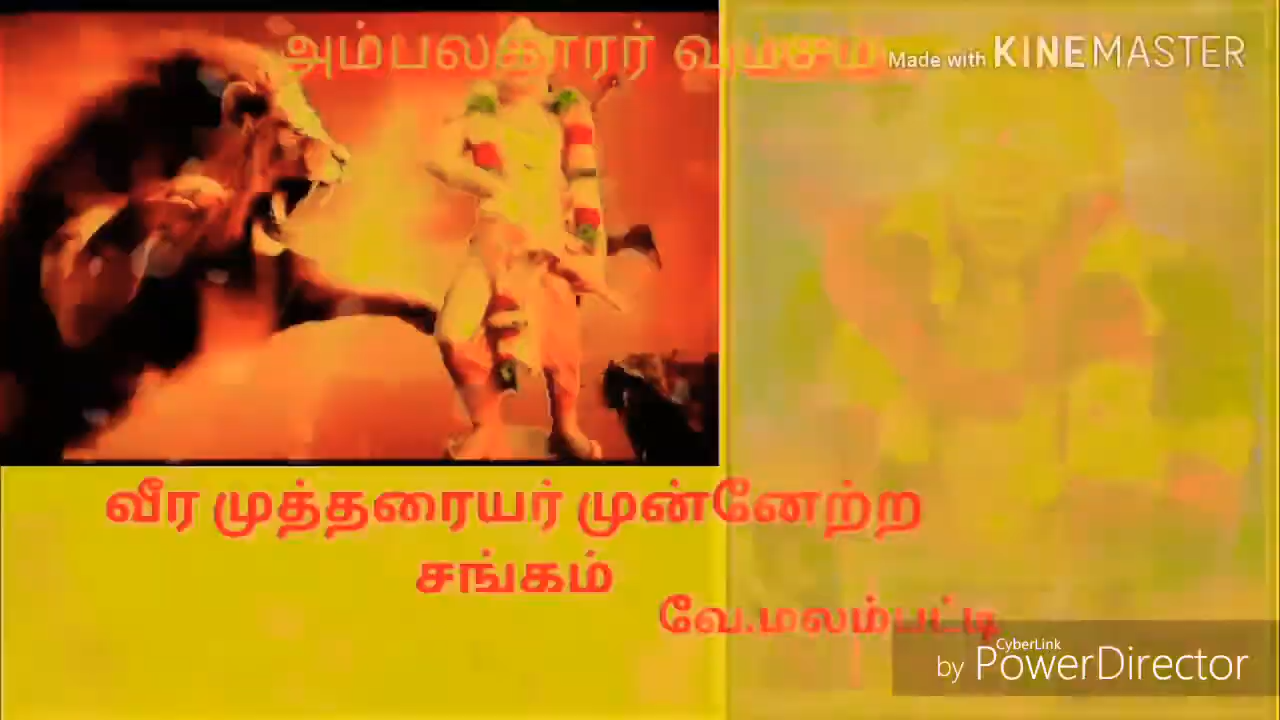 அம்பலகாரர் வம்சம்
Made with KINEMASTER
வீர முத்தரையர் முன்னேற்ற
சங்கம்
வே.மலம்பட்டி
CyberLink
by PowerDirector